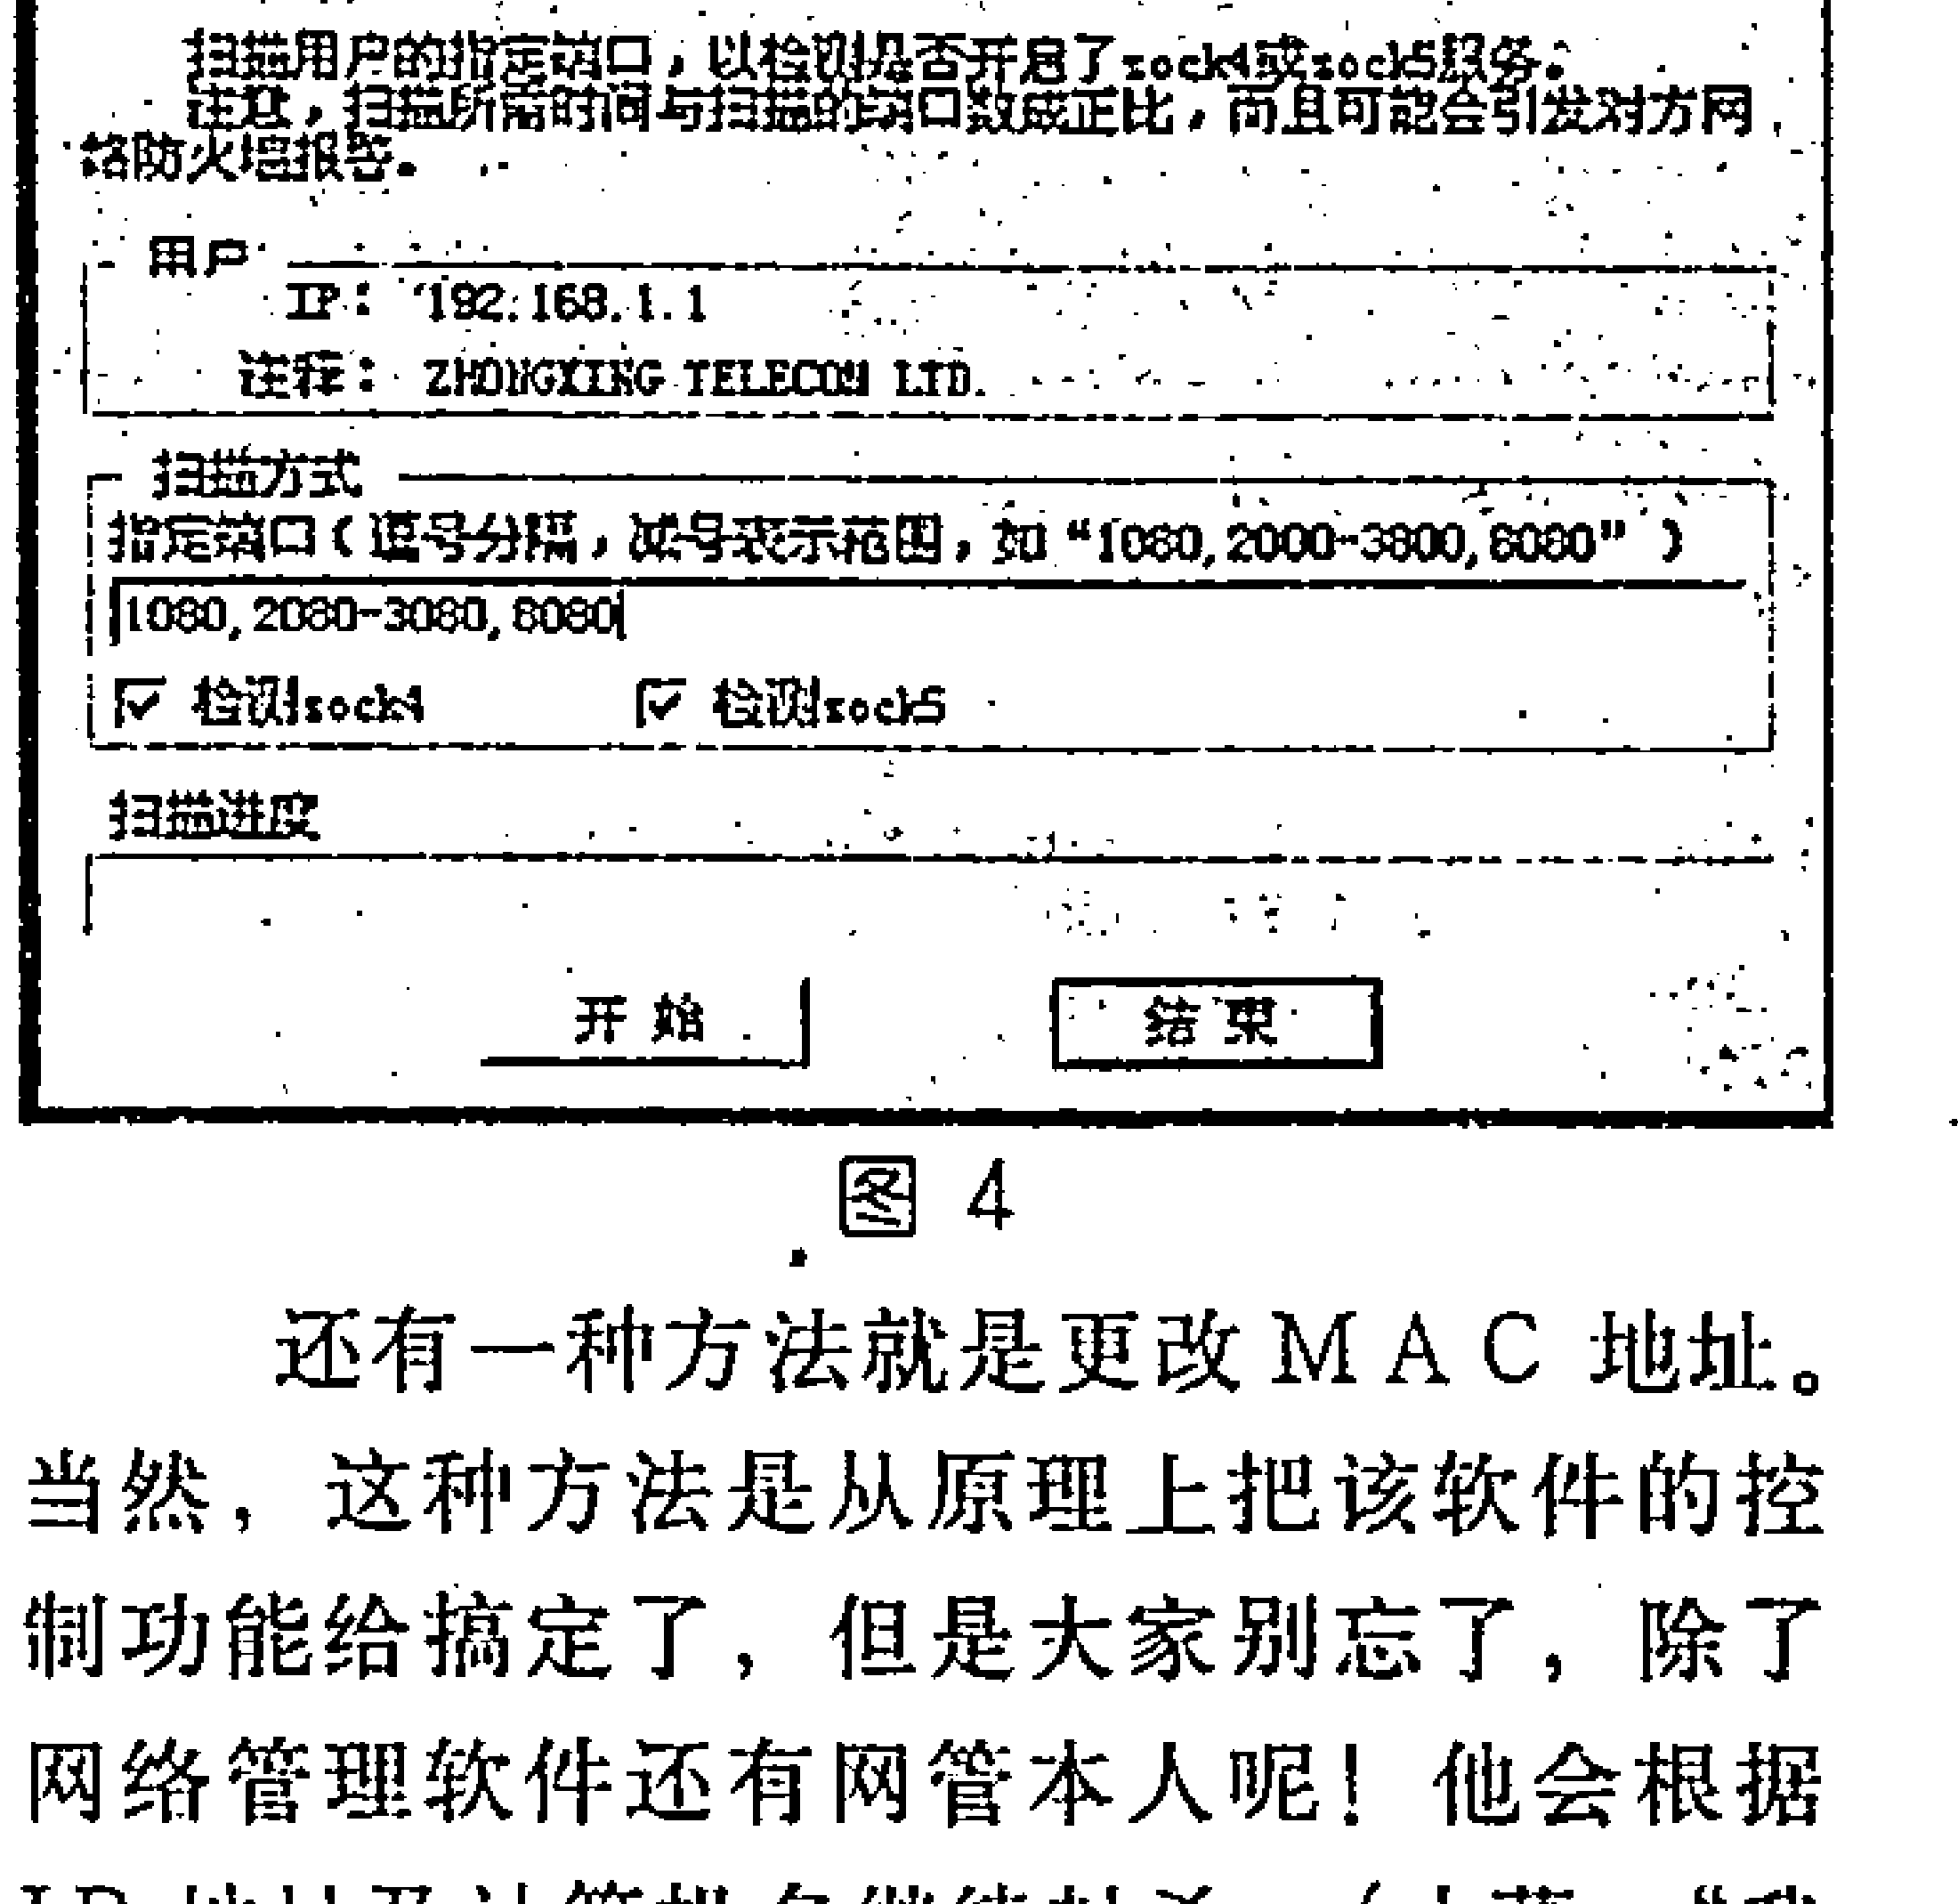 扫描用户的指定端口，以检测是否开启了sock4或sock5服务。
注意，扫描所需时间与扫描的端口数成正比，而且可能会引发对方网
络防火墙报警。
用户
IP： 192.168.1.1
注释： ZHONGXING TELECOM LTD.
扫描方式
指定端口（逗号分隔，减号表示范围，如“1080,2000-3800,8080”）
1080,2080-3080,8080
检测sock4 检测sock5
扫描进度
开始 结束
图 4
还有一种方法就是更改MAC地址。
当然，这种方法是从原理上把该软件的控
制功能给搞定了，但是大家别忘了，除了
网络管理软件还有网管本人呢！他会根据